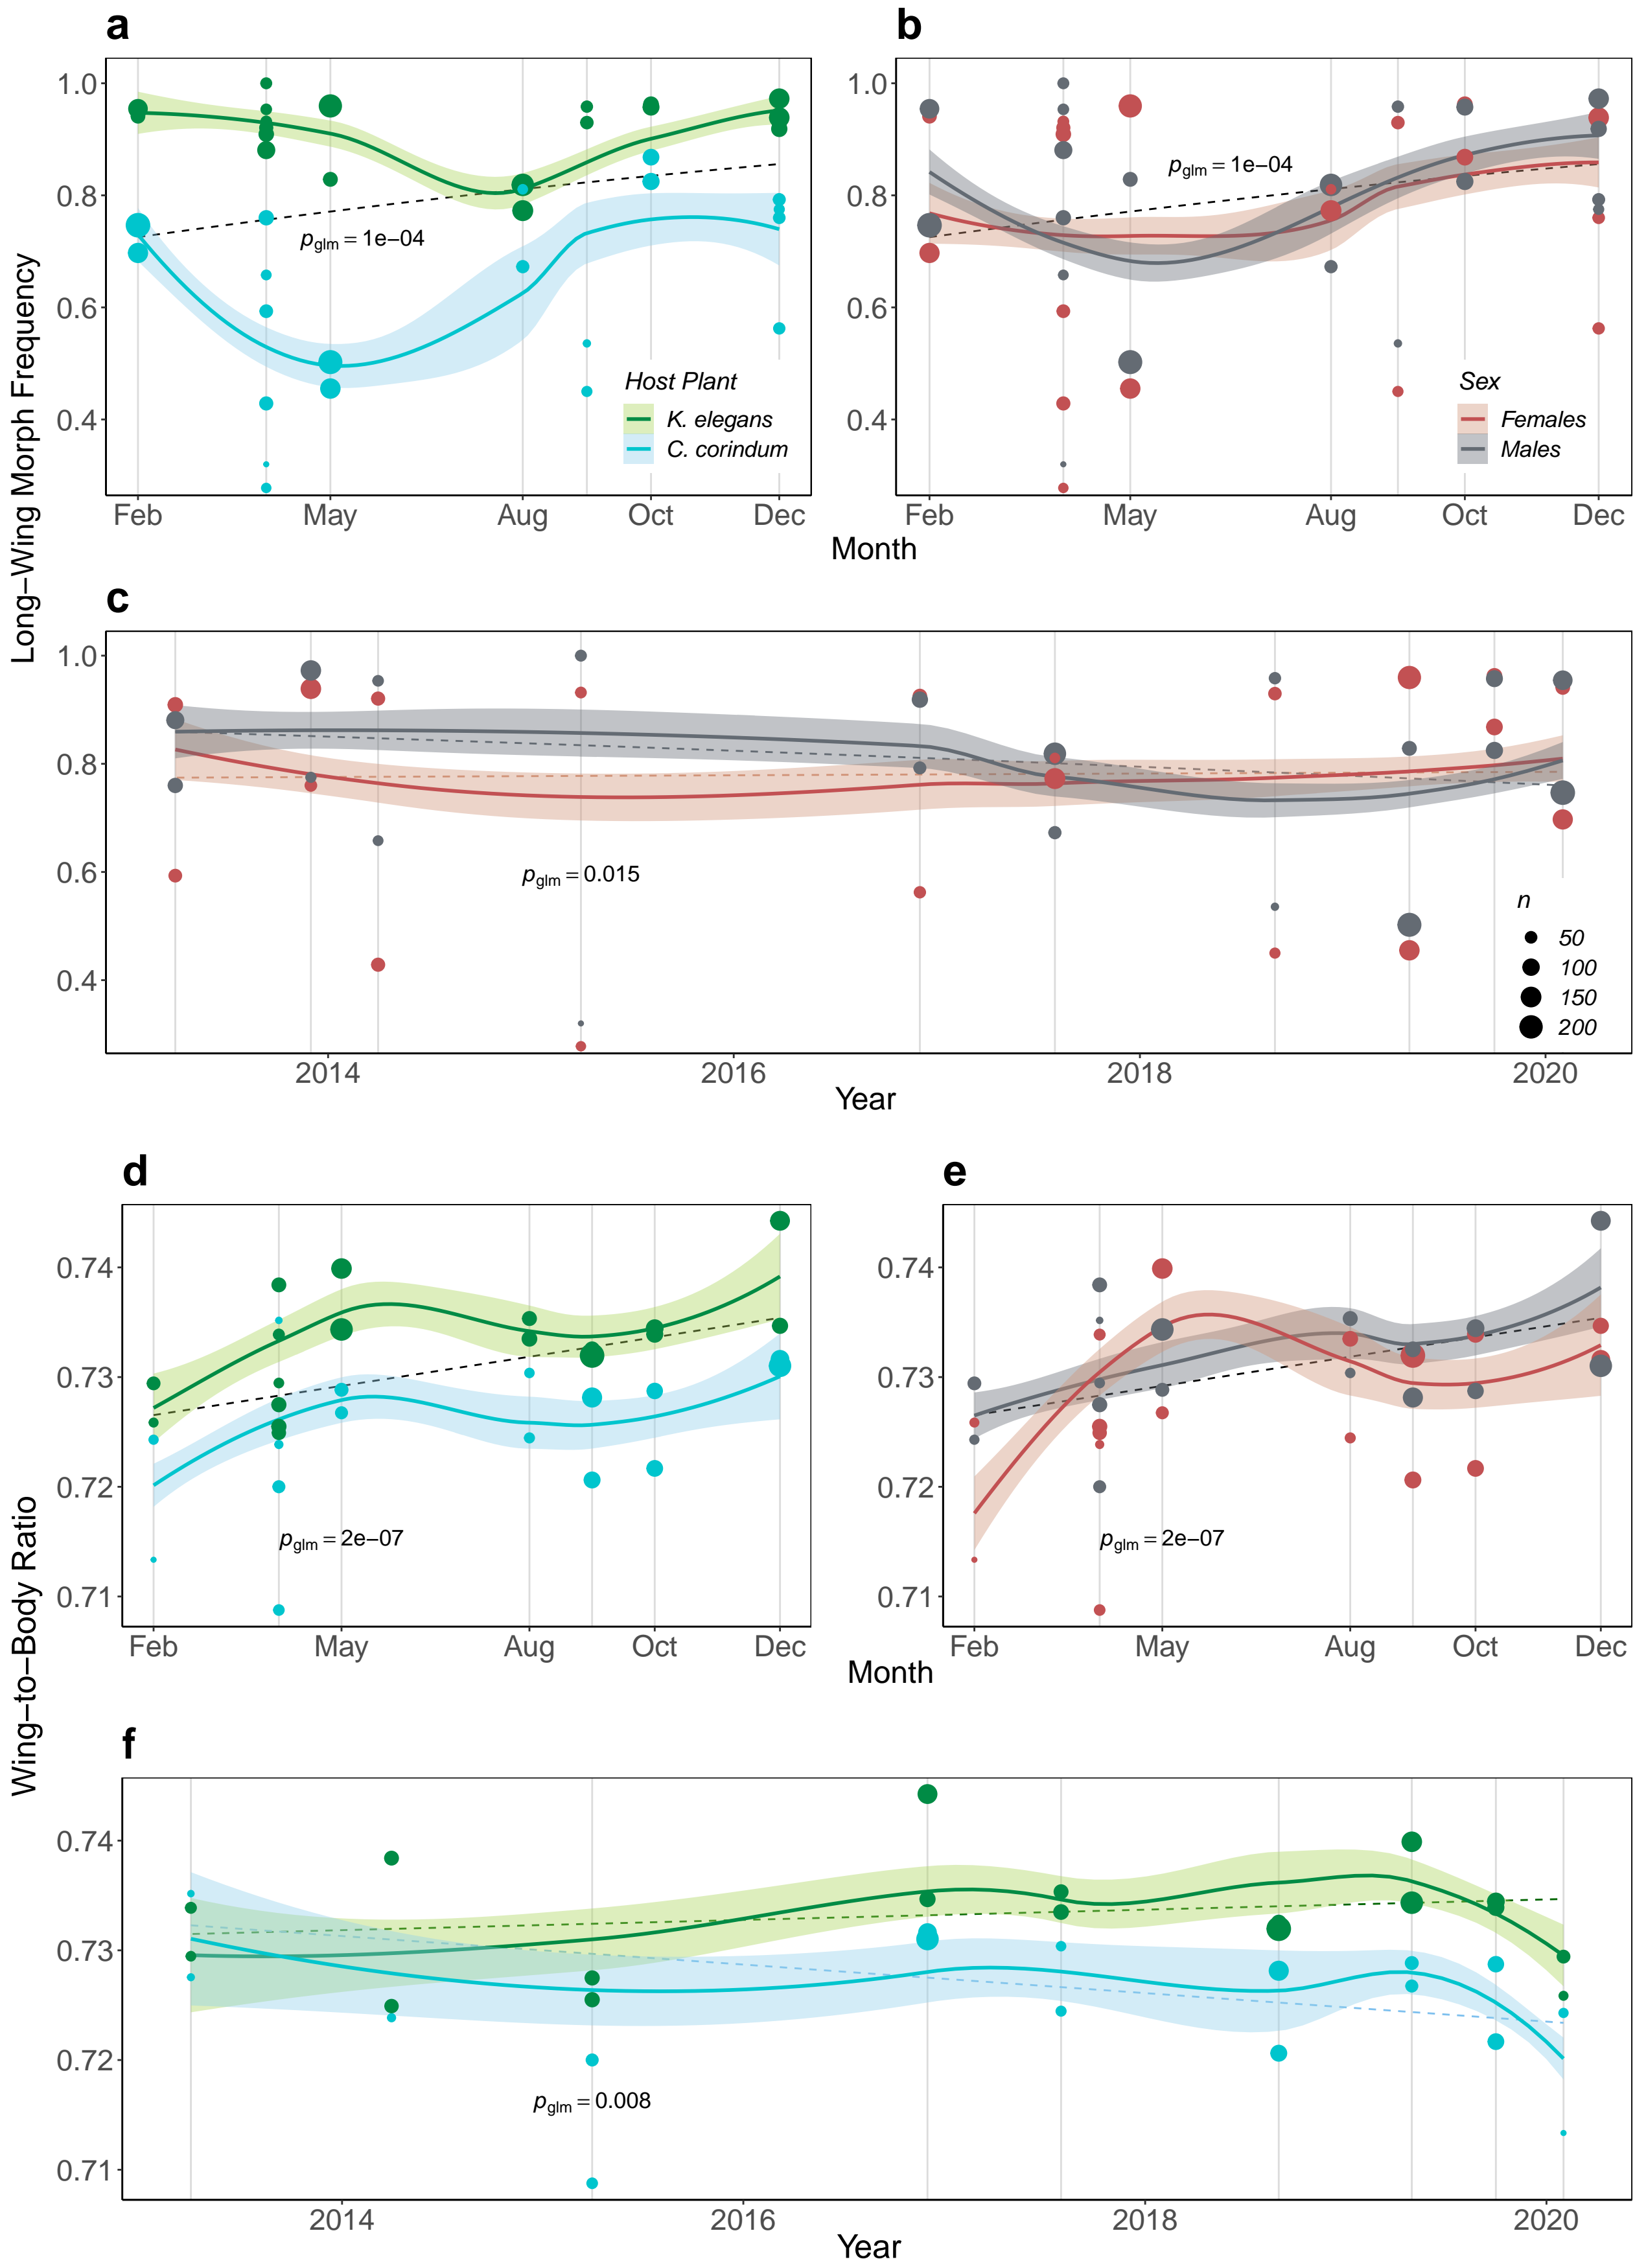 a
b
Long–Wing Morph Frequency
1.0
0.8
0.6
0.4
pglm = 1e−04
Host Plant
K. elegans
C. corindum
Feb May Aug Oct Dec
1.0
0.8
0.6
0.4
pglm = 1e−04
Sex
Females
Males
Feb May Aug Oct Dec
Month
c
1.0
0.8
0.6
0.4
pglm = 0.015
n
50
100
150
200
2014 2016 2018 2020
Year
d
e
Wing–to–Body Ratio
0.74
0.73
0.72
0.71
pglm = 2e−07
Feb May Aug Oct Dec
0.74
0.73
0.72
0.71
pglm = 2e−07
Feb May Aug Oct Dec
Month
f
0.74
0.73
0.72
0.71
pglm = 0.008
2014 2016 2018 2020
Year